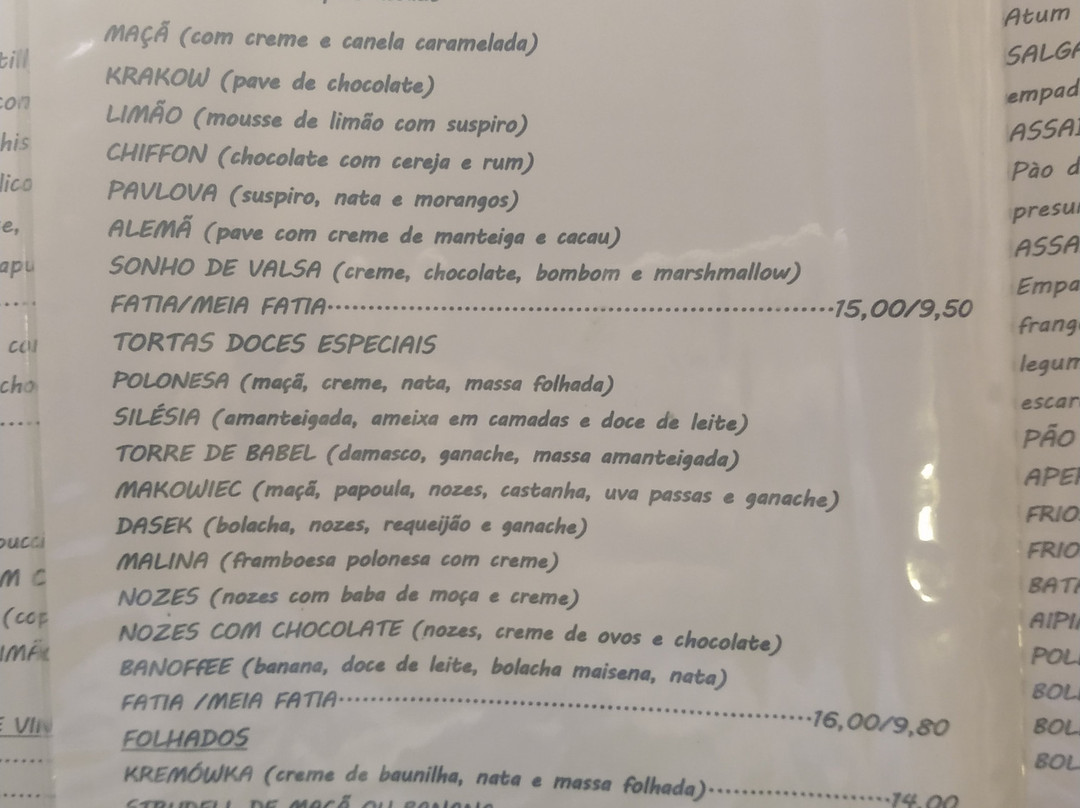 MAÇÃ (com creme e canela caramelada)
KRAKOW (pave de chocolate)
LIMÃO (mousse de limão com suspiro)
CHIFFON (chocolate com cereja e rum)
PAVLOVA (suspiro, nata e morangos)
ALEMÃ (pave com creme de manteiga e cacau)
SONHO DE VALSA (creme, chocolate, bombom e marshmallow)
FATIA/MEIA FATIA............15,00/9,50
TORTAS DOCES ESPECIAIS
POLONESA (maçã, creme, nata, massa folhada)
SILÉSIA (amanteigada, ameixa em camadas e doce de leite)
TORRE DE BABEL (damasco, ganache, massa amanteigada)
MAKOWIEC (maçã, papoula, nozes, castanha, uva passas e ganache)
DASEK (bolacha, nozes, requeijão e ganache)
MALINA (framboesa polonesa com creme)
NOZES (nozes com baba de moça e creme)
NOZES COM CHOCOLATE (nozes, creme de ovos e chocolate)
BANOFFEE (banana, doce de leite, bolacha maisena, nata)
FATIA /MEIA FATIA............16,00/9,80
FOLHADOS
KREMÓWKA (creme de baunilha, nata e massa folhada)............14,00
Atum
SALGA
empad
ASSA
Pào d
presu
ASSA
Empa
frang
legum
escar
PÃO
APER
FRIO
FRIO
BATA
AIPI
POL
BOL
BOL
BOL